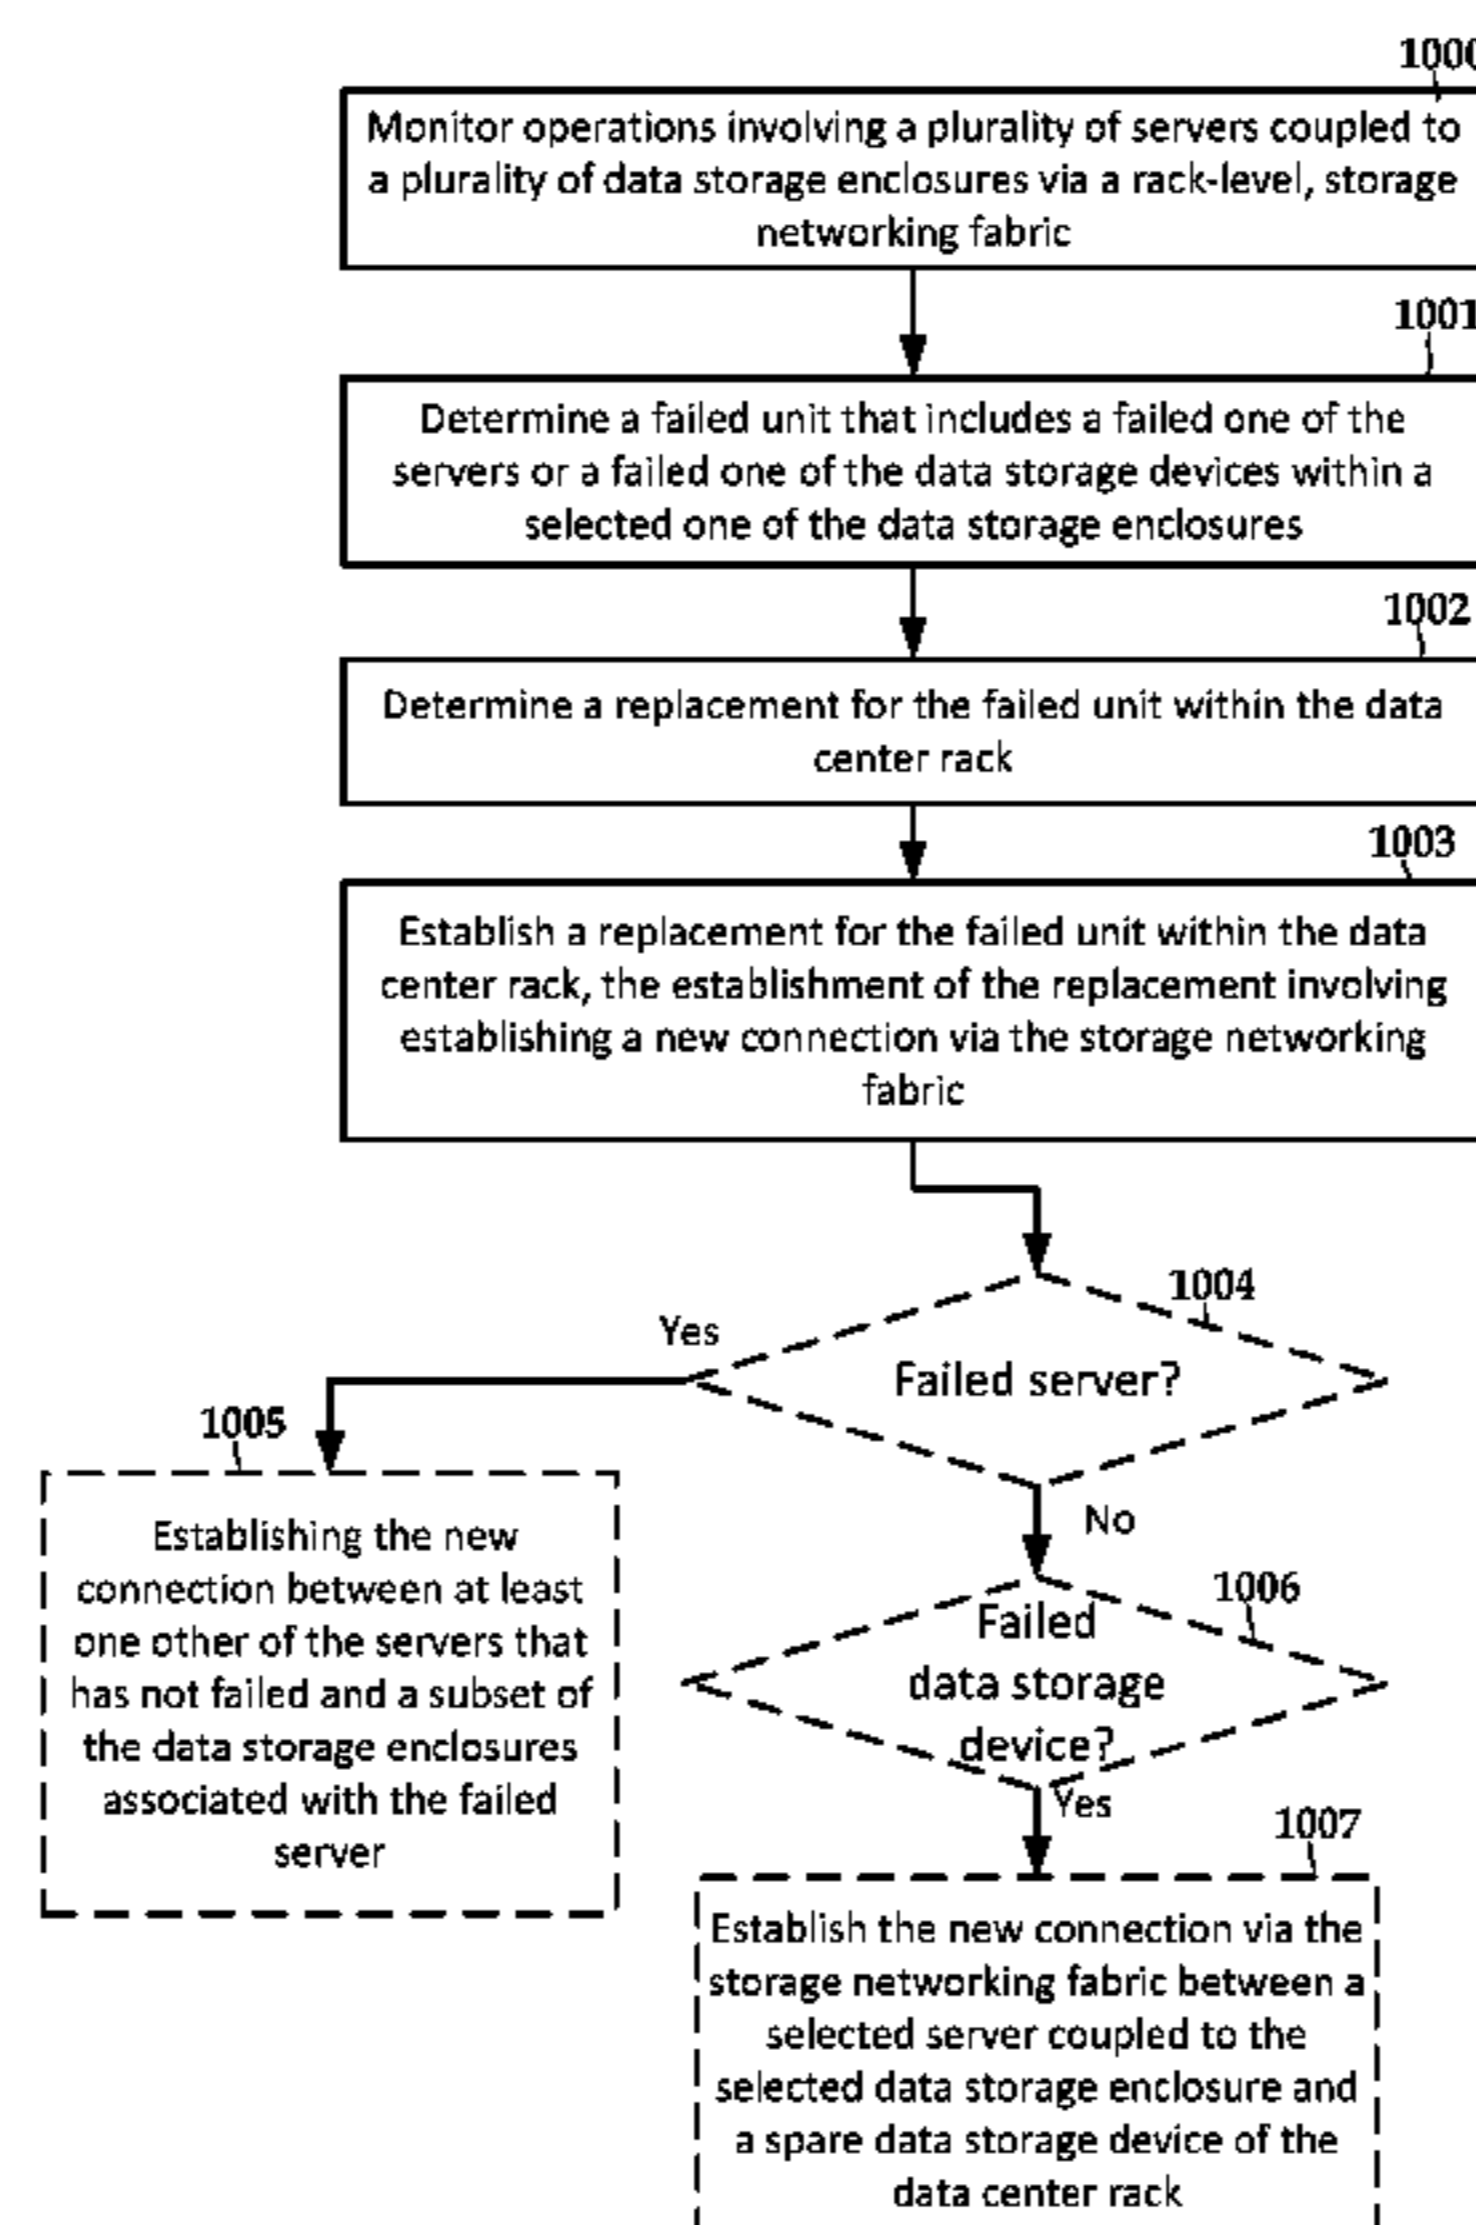 1000
Monitor operations involving a plurality of servers coupled to
a plurality of data storage enclosures via a rack-level, storage
networking fabric
1001
Determine a failed unit that includes a failed one of the
servers or a failed one of the data storage devices within a
selected one of the data storage enclosures
1002
Determine a replacement for the failed unit within the data
center rack
1003
Establish a replacement for the failed unit within the data
center rack, the establishment of the replacement involving
establishing a new connection via the storage networking
fabric
1004
Yes
Failed server?
1005
Establishing the new
connection between at least
one other of the servers that
has not failed and a subset of
the data storage enclosures
associated with the failed
server
No
1006
Failed
data storage
device?
Yes
1007
Establish the new connection via the
storage networking fabric between a
selected server coupled to the
selected data storage enclosure and
a spare data storage device of the
data center rack